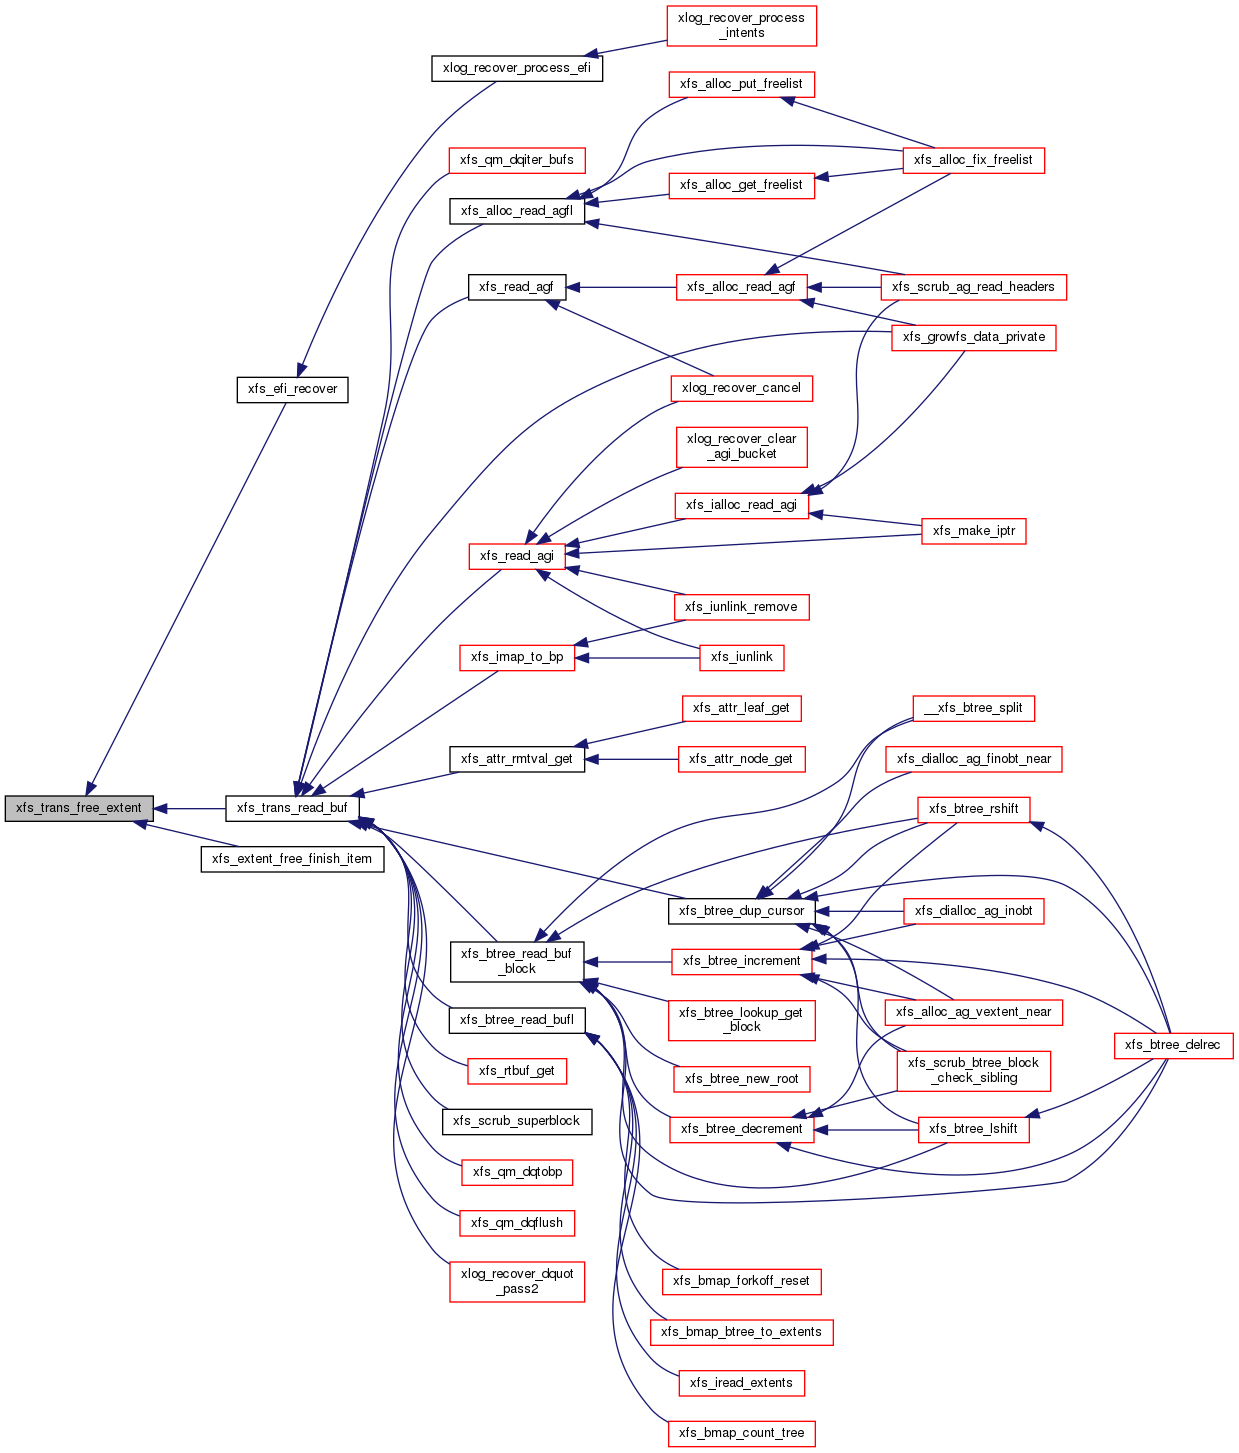 xlog_recover_process
_intents
xlog_recover_process_efi
xfs_alloc_put_freelist
xfs_qm_dqiter_bufs
xfs_alloc_fix_freelist
xfs_alloc_get_freelist
xfs_alloc_read_agfl
xfs_read_agf
xfs_alloc_read_agf
xfs_scrub_ag_read_headers
xfs_growfs_data_private
xfs_efi_recover
xlog_recover_cancel
xlog_recover_clear
_agi_bucket
xfs_ialloc_read_agi
xfs_make_iptr
xfs_read_agi
xfs_iunlink_remove
xfs_imap_to_bp
xfs_iunlink
xfs_attr_leaf_get
__xfs_btree_split
xfs_attr_rmtval_get
xfs_attr_node_get
xfs_dialloc_ag_finobt_near
xfs_trans_free_extent
xfs_trans_read_buf
xfs_btree_rshift
xfs_extent_free_finish_item
xfs_btree_dup_cursor
xfs_dialloc_ag_inobt
xfs_btree_read_buf
_block
xfs_btree_increment
xfs_btree_read_bufl
xfs_btree_lookup_get
_block
xfs_alloc_ag_vextent_near
xfs_btree_delrec
xfs_rtbuf_get
xfs_btree_new_root
xfs_scrub_btree_block
_check_sibling
xfs_scrub_superblock
xfs_btree_decrement
xfs_btree_lshift
xfs_qm_dqtobp
xfs_qm_dqflush
xlog_recover_dquot
_pass2
xfs_bmap_forkoff_reset
xfs_bmap_btree_to_extents
xfs_iread_extents
xfs_bmap_count_tree